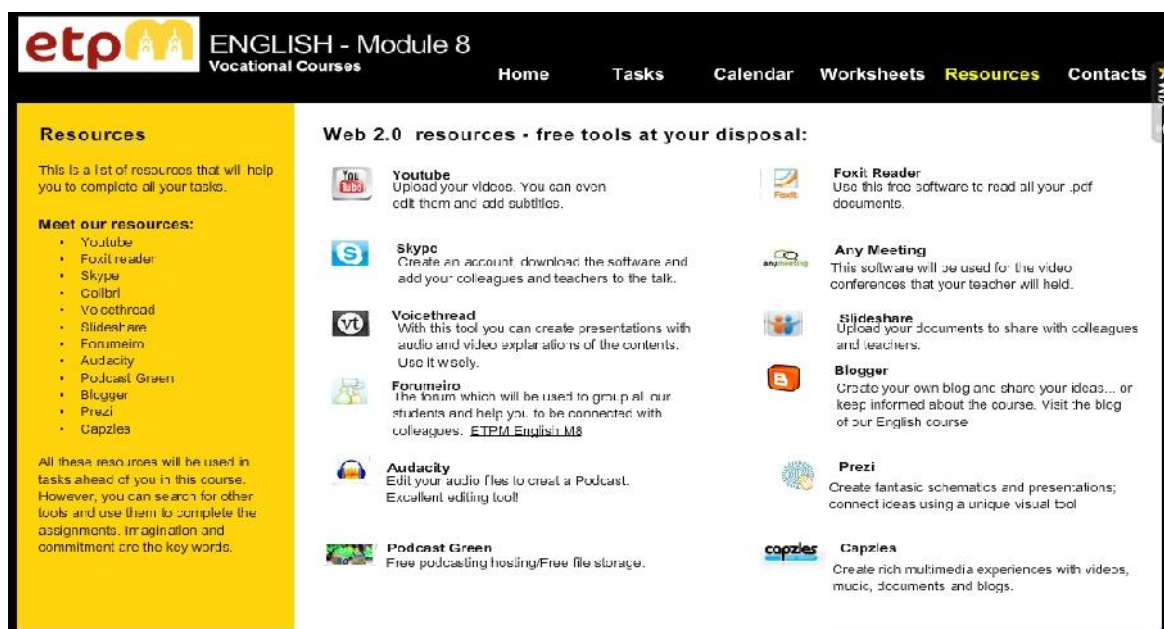 etpm
ENGLISH - Module 8
Vocational Courses
Home Tasks Calendar Worksheets Resources Contacts
Resources
This is a list of resources that will help
you to complete all your tasks.
Meet our resources:
• Youtube
• Foxit reader
• Skype
• Colibri
• Voicethread
• Slideshare
• Forumeiro
• Audacity
• Podcast Green
• Blogger
• Prezi
• Capzles
All these resources will be used in
tasks ahead of you in this course.
However, you can search for other
tools and use them to complete the
assignments. Imagination and
commitment are the key words.
Web 2.0 resources - free tools at your disposal:
You
Tube
Youtube
Upload your videos. You can even
edit them and add subtitles.
Skype
Create an account, download the software and
add your colleagues and teachers to the talk.
vt
Voicethread
With this tool you can create presentations with
audio and video explanations of the contents.
Use it wisely.
Forumeiro
The forum which will be used to group all our
students and help you to be connected with
colleagues. ETPM English M8
Audacity
Edit your audio files to creat a Podcast.
Excellent editing tool!
Podcast Green
Free podcasting hosting/Free file storage.
Foxit
Foxit Reader
Use this free software to read all your .pdf
documents.
anymeeting
Any Meeting
This software will be used for the video
conferences that your teacher will held.
Slideshare
Upload your documents to share with colleagues
and teachers.
Blogger
Create your own blog and share your ideas... or
keep informed about the course. Visit the blog
of our English course
Prezi
Create fantasic schematics and presentations;
connect ideas using a unique visual tool
capzles
Capzles
Create rich multimedia experiences with videos,
music, documents and blogs.